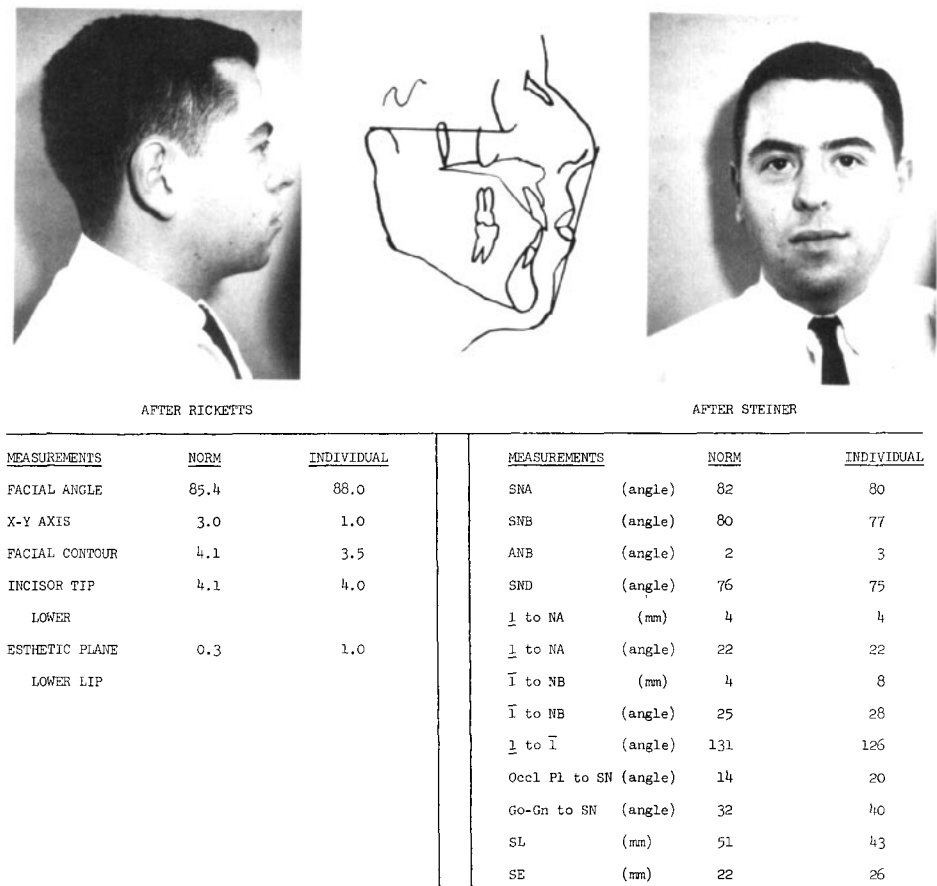 AFTER RICKETTS
MEASUREMENTS NORM INDIVIDUAL
FACIAL ANGLE 85.4 88.0
X-Y AXIS 3.0 1.0
FACIAL CONTOUR 4.1 3.5
INCISOR TIP 4.1 4.0
LOWER
ESTHETIC PLANE 0.3 1.0
LOWER LIP
AFTER STEINER
MEASUREMENTS NORM INDIVIDUAL
SNA (angle) 82 80
SNB (angle) 80 77
ANB (angle) 2 3
SND (angle) 76 75
1̲ to NA (mm) 4 4
1̲ to NA (angle) 22 22
1̅ to NB (mm) 4 8
1̅ to NB (angle) 25 28
1̲ to 1̅ (angle) 131 126
Occl Pl to SN (angle) 14 20
Go-Gn to SN (angle) 32 40
SL (mm) 51 43
SE (mm) 22 26